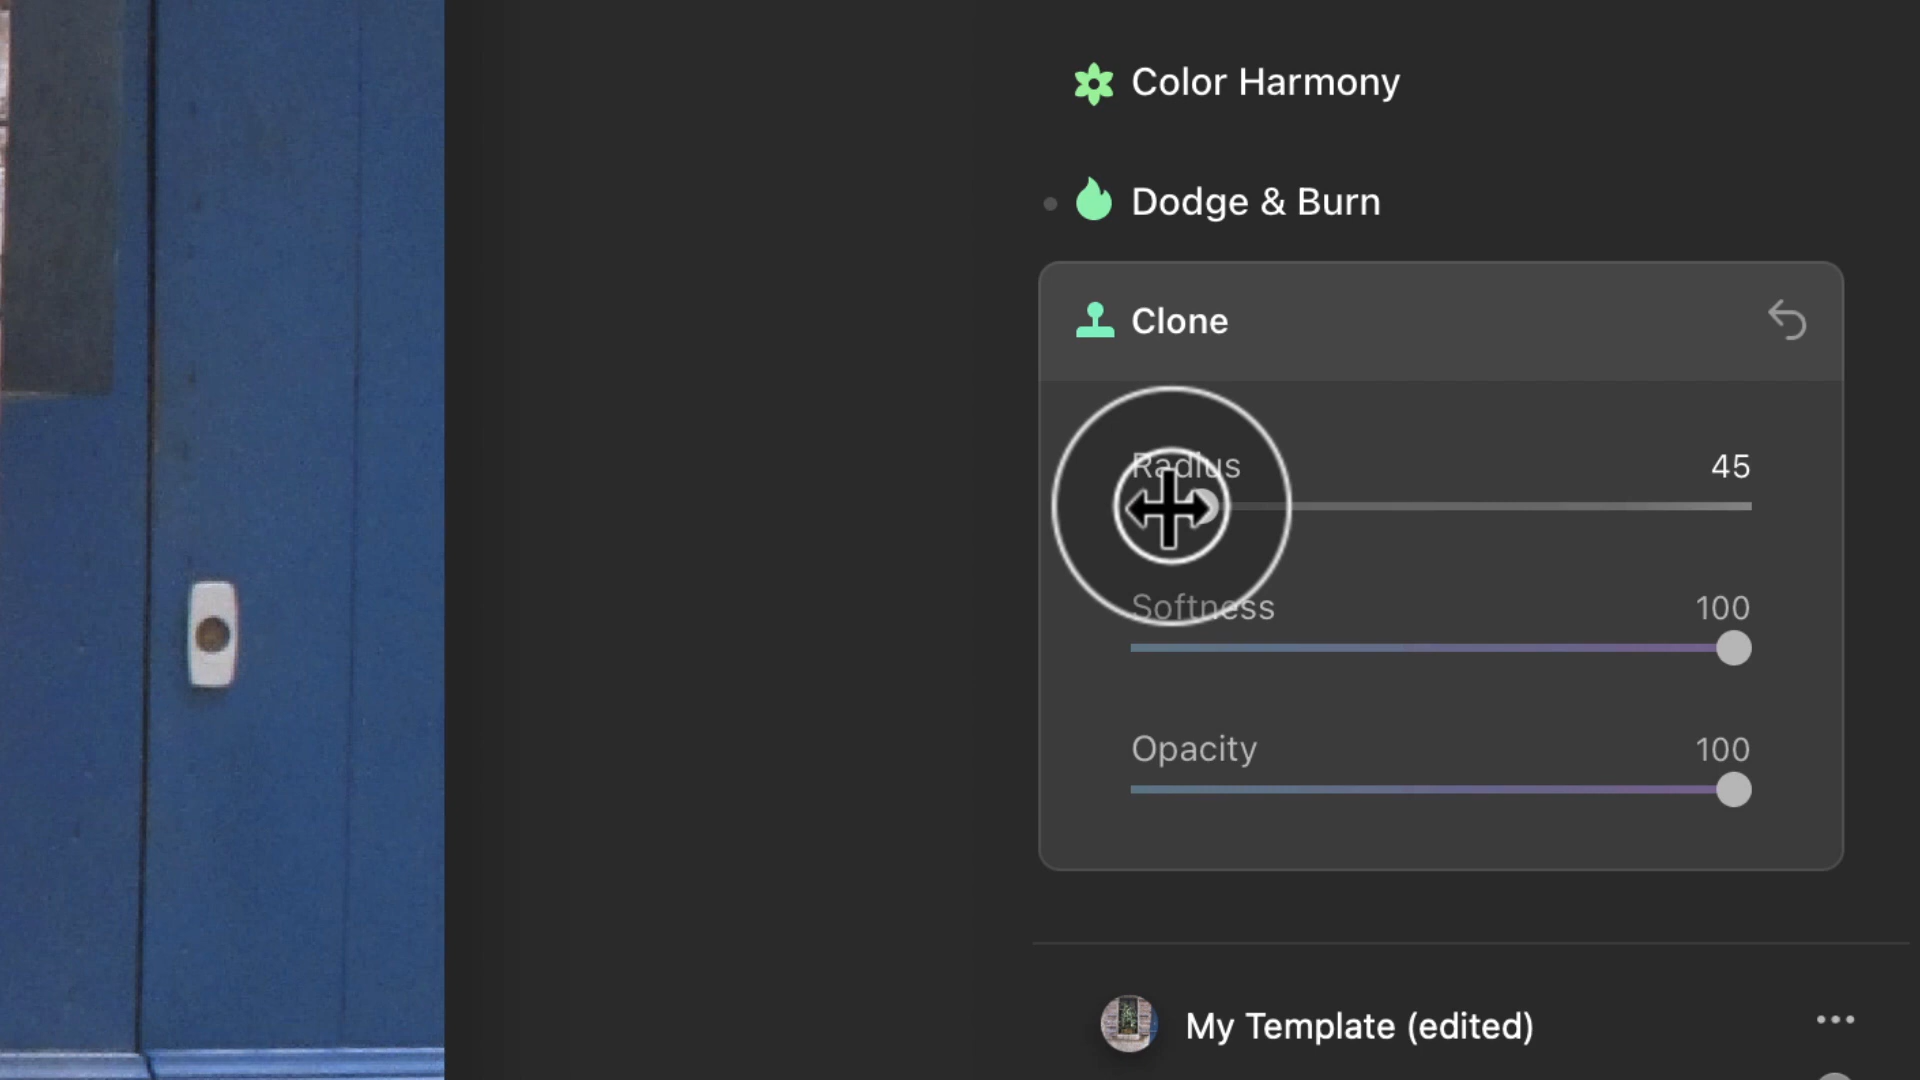 Color Harmony
Dodge & Burn
Clone
Radius 45
Softness 100
Opacity 100
My Template (edited)